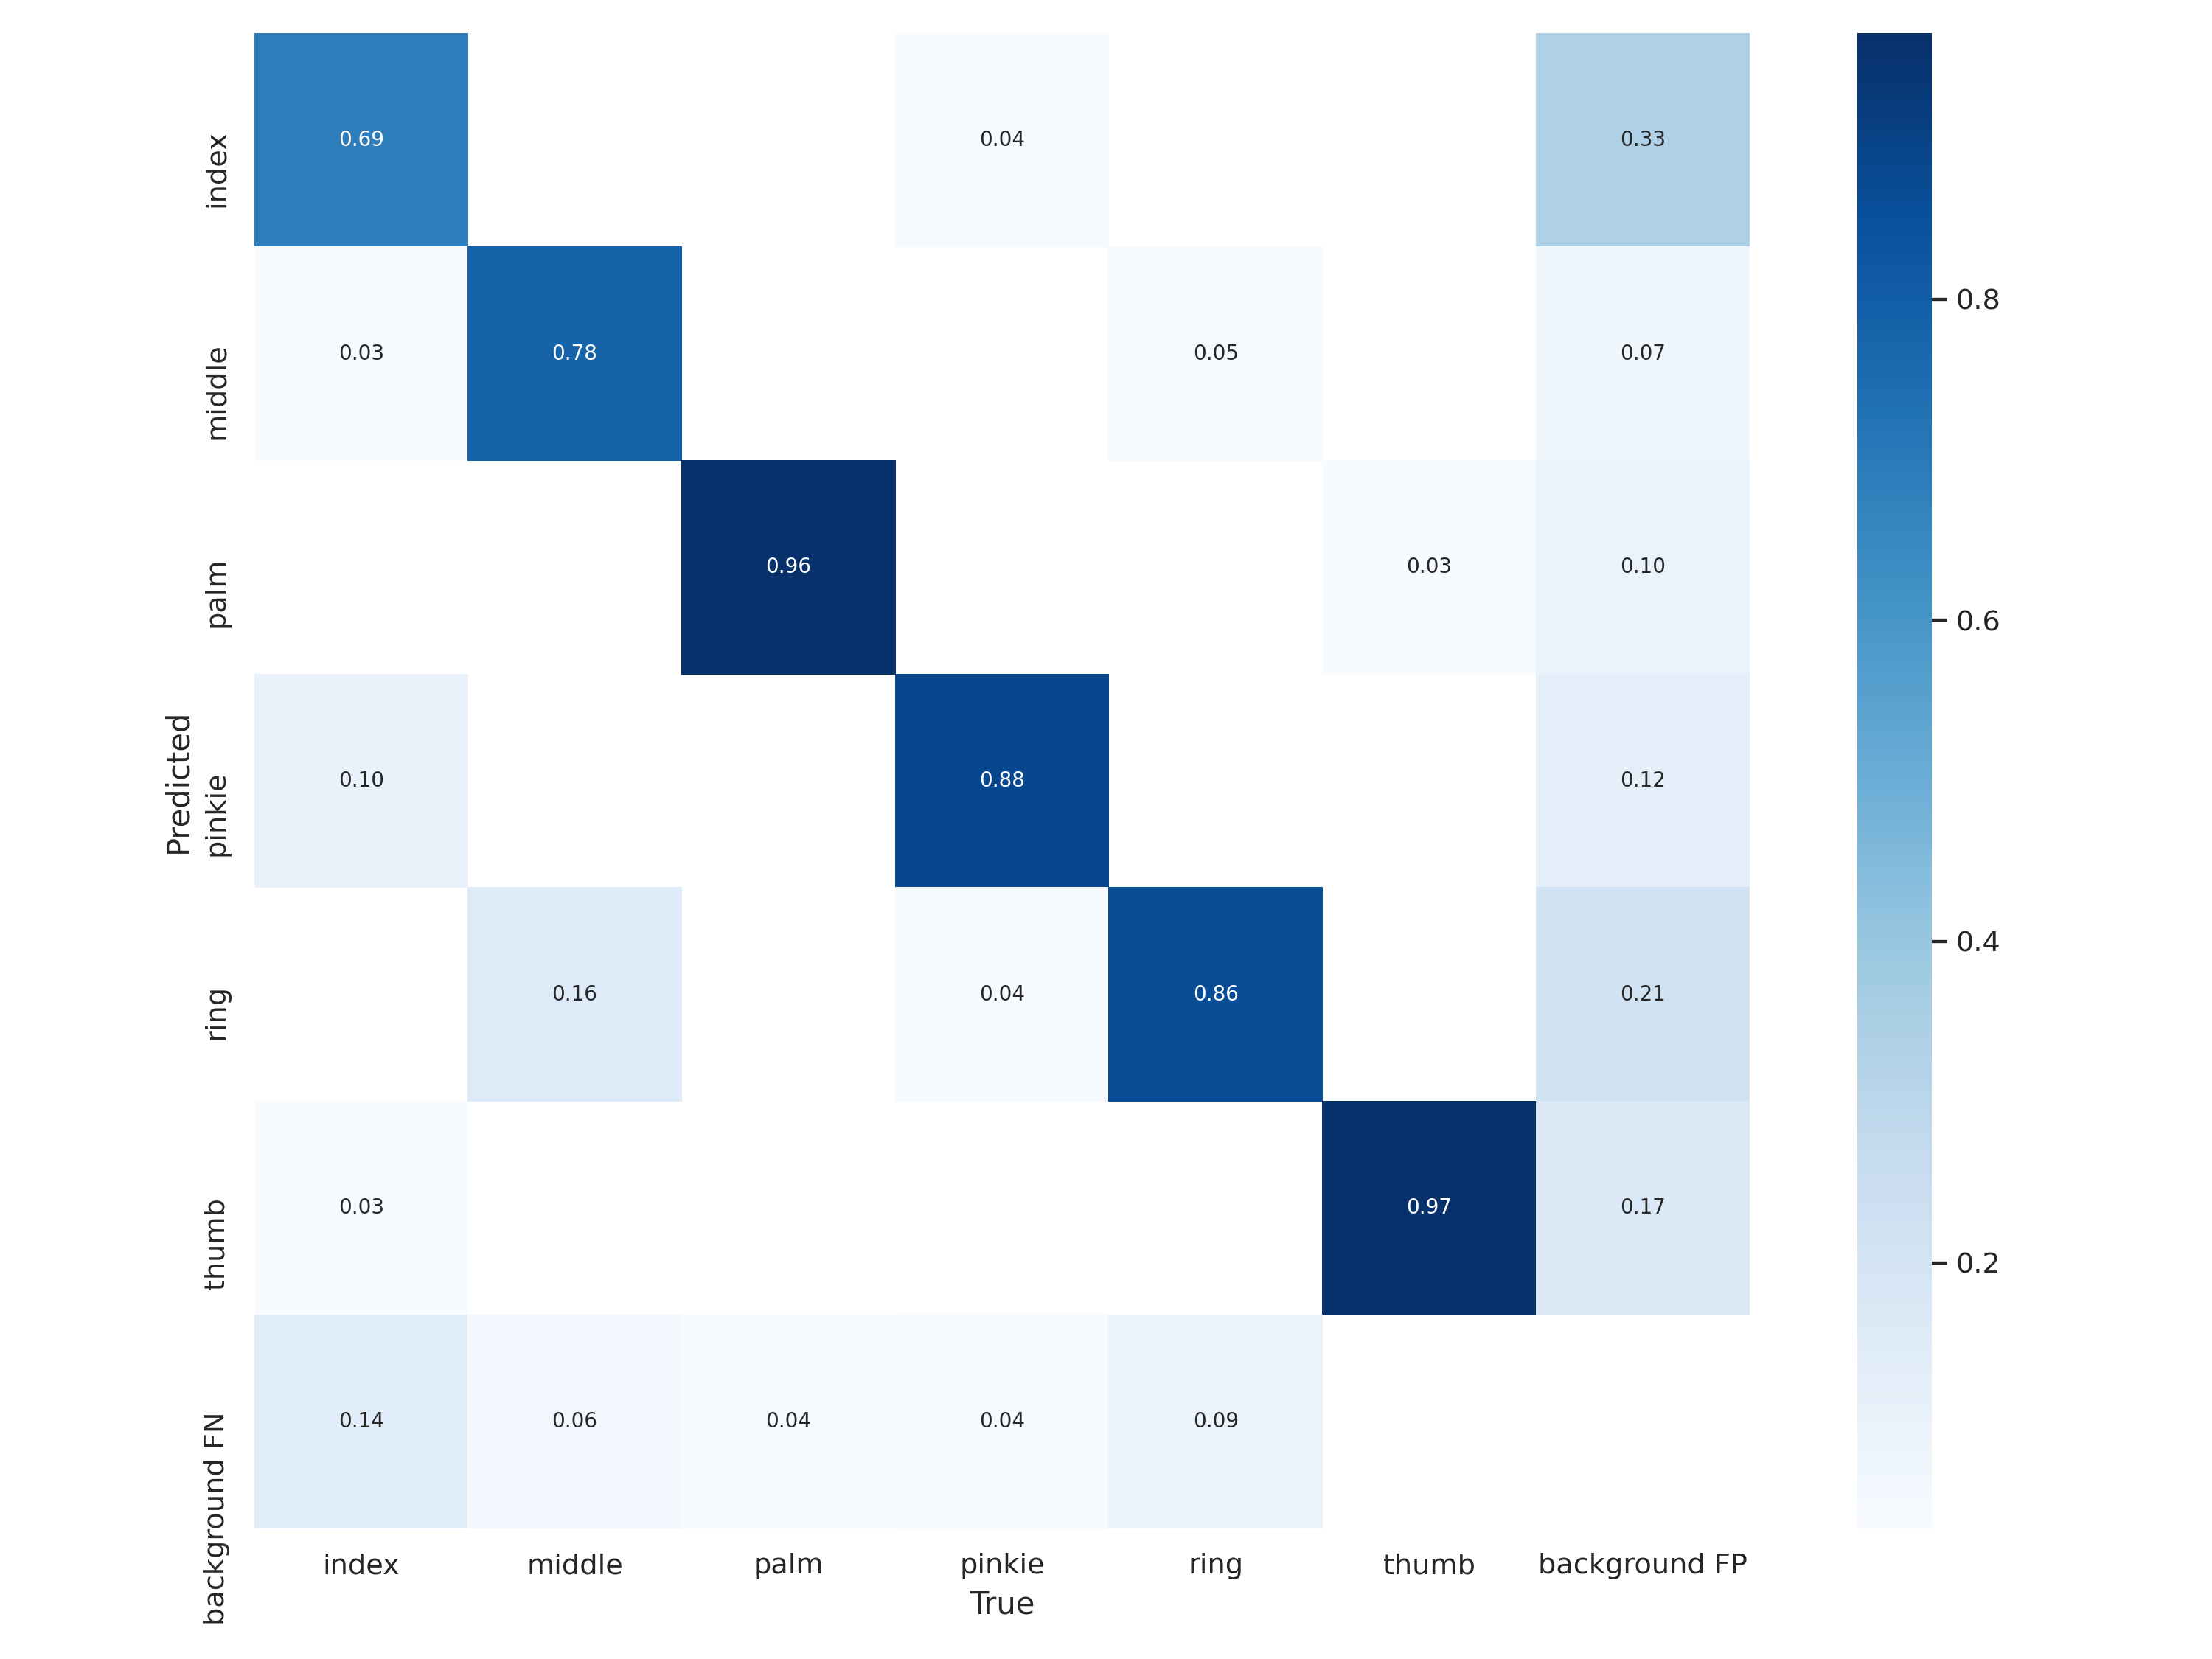 index 0.69 0.04 0.33
0.8
middle 0.03 0.78 0.05 0.07
palm 0.96 0.03 0.10
0.6
Predicted
pinkie 0.10 0.88 0.12
0.4
ring 0.16 0.04 0.86 0.21
thumb 0.03 0.97 0.17
0.2
background FN 0.14 0.06 0.04 0.04 0.09
index middle palm pinkie ring thumb background FP
True